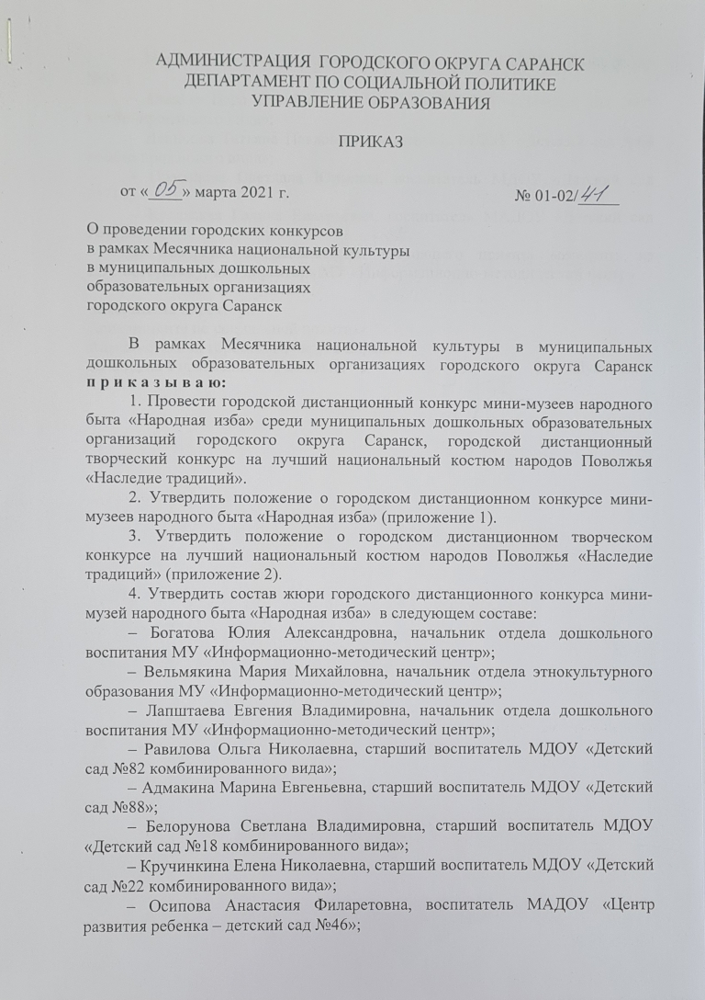 АДМИНИСТРАЦИЯ ГОРОДСКОГО ОКРУГА САРАНСК
ДЕПАРТАМЕНТ ПО СОЦИАЛЬНОЙ ПОЛИТИКЕ
УПРАВЛЕНИЕ ОБРАЗОВАНИЯ
ПРИКАЗ
от «05» марта 2021 г. № 01-02/41
О проведении городских конкурсов
в рамках Месячника национальной культуры
в муниципальных дошкольных
образовательных организациях
городского округа Саранск
В рамках Месячника национальной культуры в муниципальных
дошкольных образовательных организациях городского округа Саранск
п р и к а з ы в а ю:
1. Провести городской дистанционный конкурс мини-музеев народного
быта «Народная изба» среди муниципальных дошкольных образовательных
организаций городского округа Саранск, городской дистанционный
творческий конкурс на лучший национальный костюм народов Поволжья
«Наследие традиций».
2. Утвердить положение о городском дистанционном конкурсе мини-
музеев народного быта «Народная изба» (приложение 1).
3. Утвердить положение о городском дистанционном творческом
конкурсе на лучший национальный костюм народов Поволжья «Наследие
традиций» (приложение 2).
4. Утвердить состав жюри городского дистанционного конкурса мини-
музей народного быта «Народная изба» в следующем составе:
– Богатова Юлия Александровна, начальник отдела дошкольного
воспитания МУ «Информационно-методический центр»;
– Вельмякина Мария Михайловна, начальник отдела этнокультурного
образования МУ «Информационно-методический центр»;
– Лапштаева Евгения Владимировна, начальник отдела дошкольного
воспитания МУ «Информационно-методический центр»;
– Равилова Ольга Николаевна, старший воспитатель МДОУ «Детский
сад №82 комбинированного вида»;
– Адмакина Марина Евгеньевна, старший воспитатель МДОУ «Детский
сад №88»;
– Белорунова Светлана Владимировна, старший воспитатель МДОУ
«Детский сад №18 комбинированного вида»;
– Кручинкина Елена Николаевна, старший воспитатель МДОУ «Детский
сад №22 комбинированного вида»;
– Осипова Анастасия Филаретовна, воспитатель МАДОУ «Центр
развития ребенка – детский сад №46»;